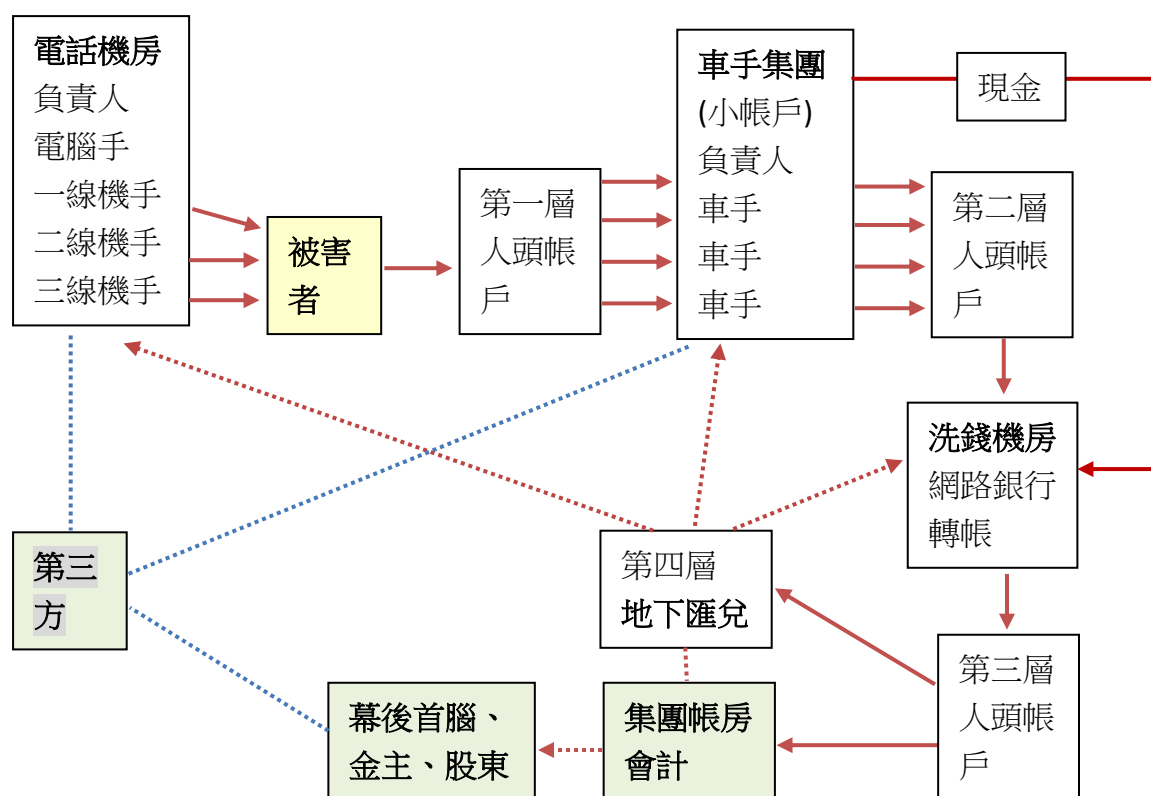 電話機房
負責人
電腦手
一線機手
二線機手
三線機手
被害
者
第一層
人頭帳
戶
車手集團
(小帳戶)
負責人
車手
車手
車手
現金
第二層
人頭帳
戶
洗錢機房
網路銀行
轉帳
第三
方
第四層
地下匯兌
第三層
人頭帳
戶
幕後首腦、
金主、股東
集團帳房
會計